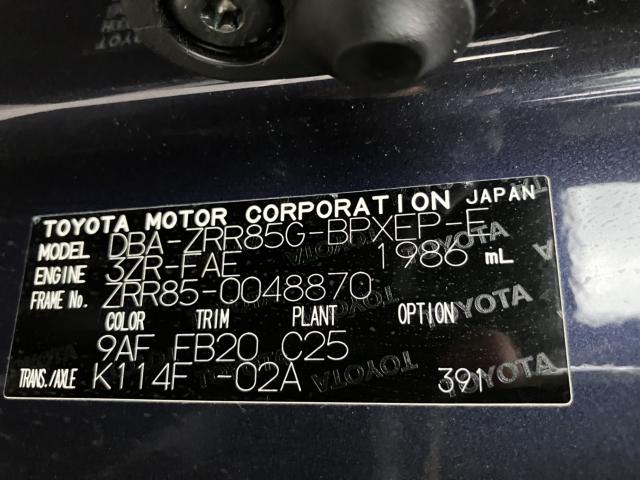 TOYOTA MOTOR CORPORATION JAPAN
MODEL DBA-ZRR85G-BPXEP-E
ENGINE 3ZR-FAE 1986 mL
FRAME No. ZRR85-0048870
COLOR TRIM PLANT OPTION
9AF FB20 C25
TRANS./AXLE K114F -02A 391